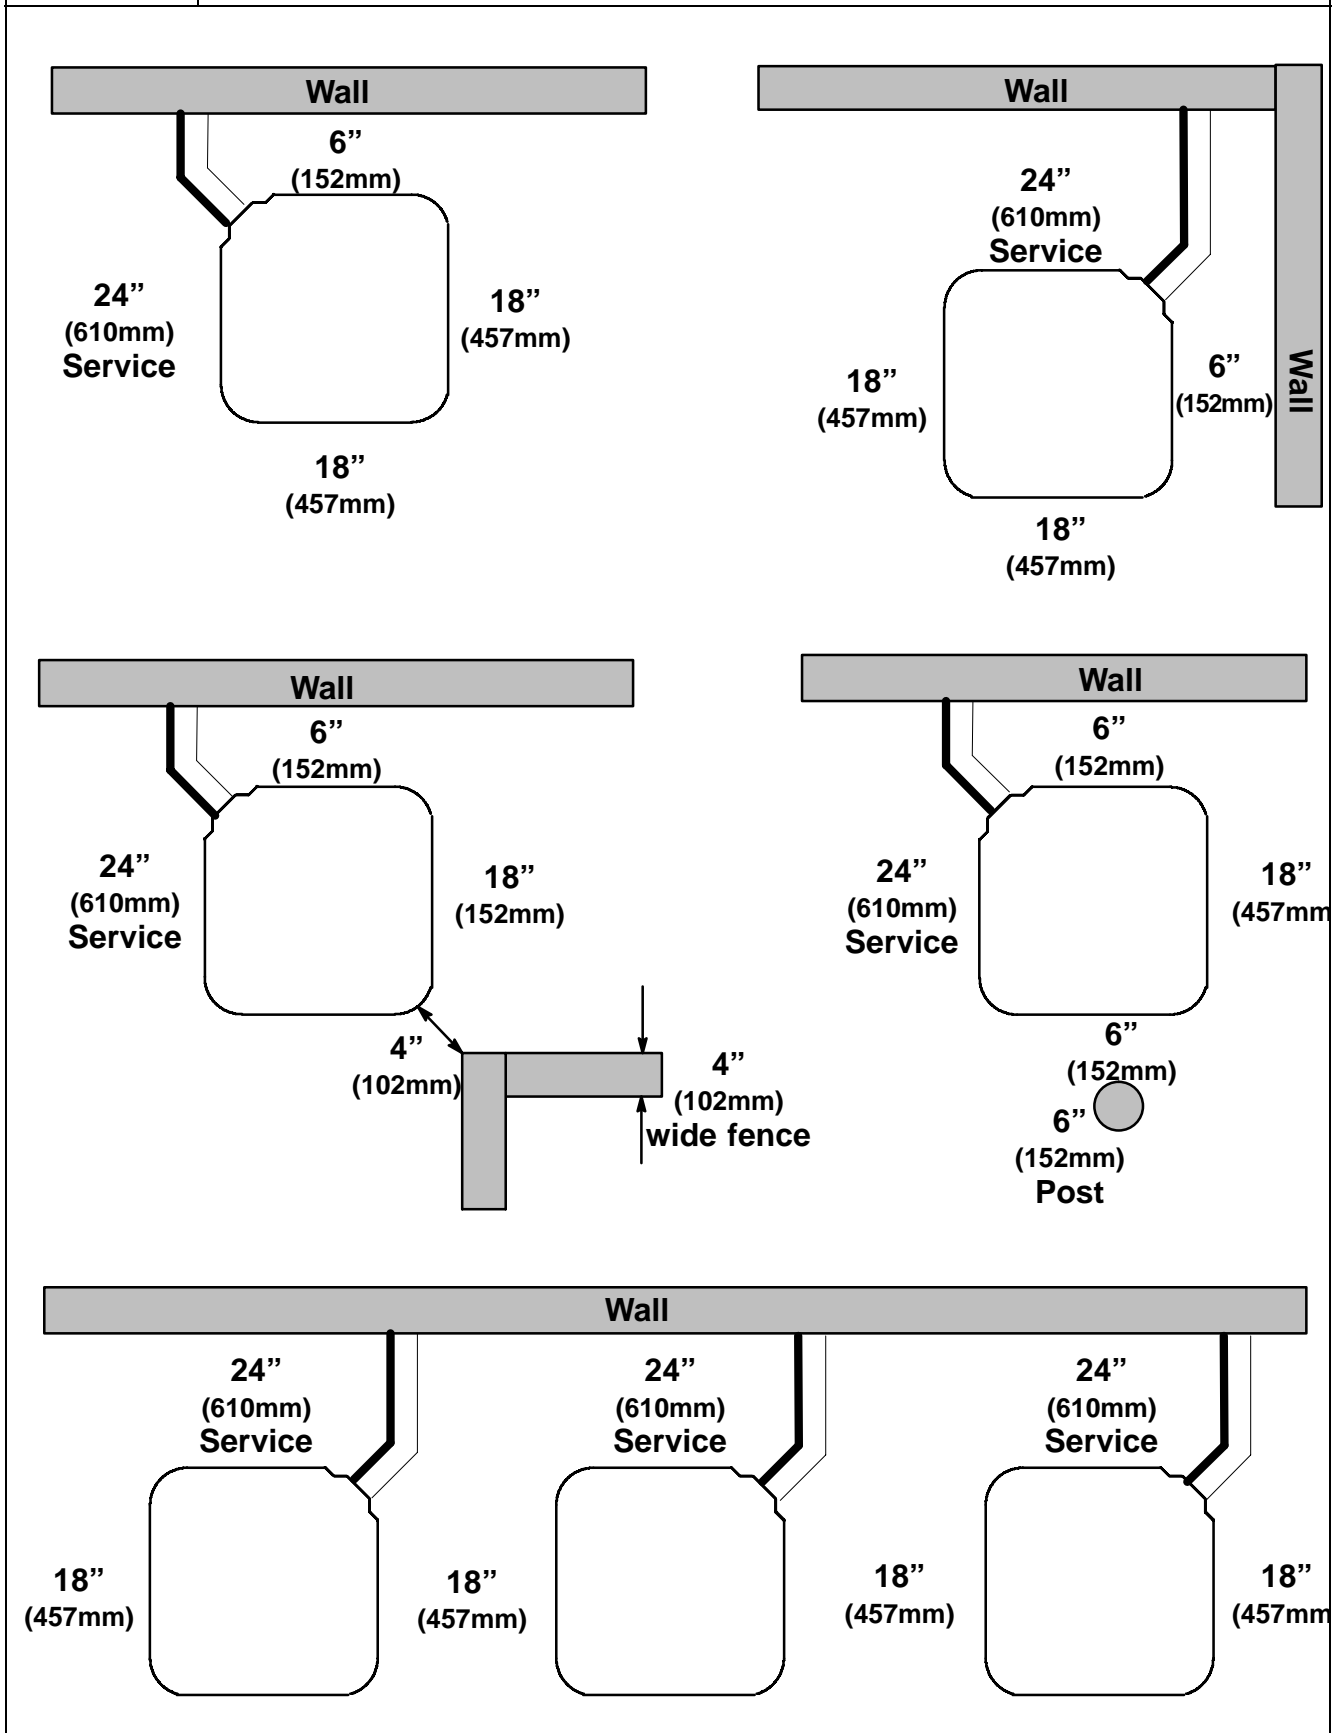 Wall
6”
(152mm)
24”
(610mm)
Service
18”
(457mm)
18”
(457mm)
Wall
24”
(610mm)
Service
18”
(457mm)
6”
(152mm)
Wall
18”
(457mm)
Wall
6”
(152mm)
24”
(610mm)
Service
18”
(152mm)
4”
(102mm)
4”
(102mm)
wide fence
Wall
6”
(152mm)
24”
(610mm)
Service
18”
(457mm
6”
(152mm)
6”
(152mm)
Post
Wall
24”
(610mm)
Service
24”
(610mm)
Service
24”
(610mm)
Service
18”
(457mm)
18”
(457mm)
18”
(457mm)
18”
(457mm